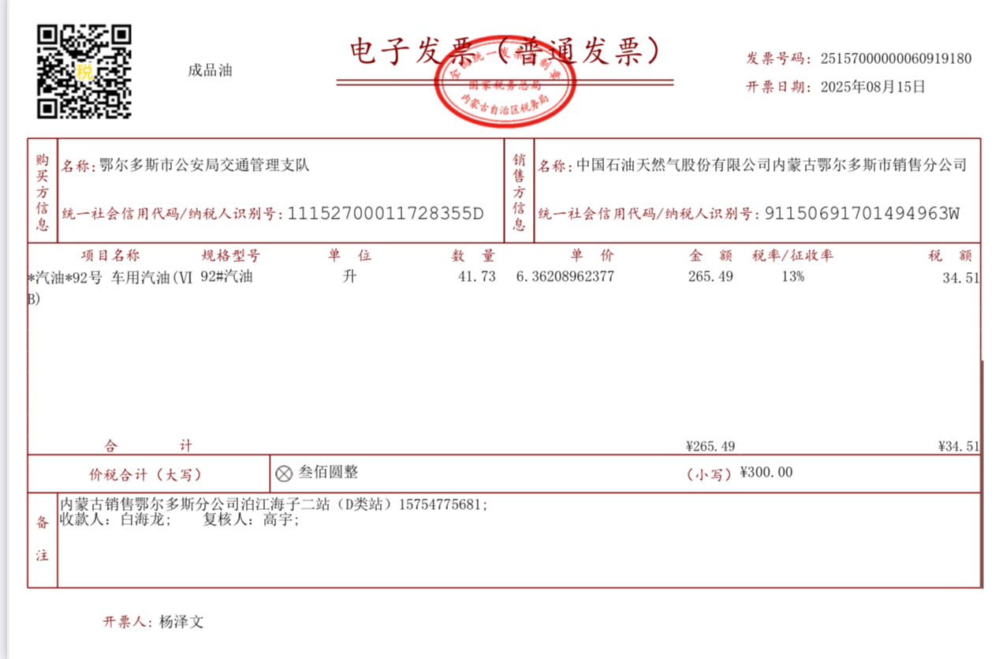 电子发票（普通发票）
税
成品油
全国统一发票监制章
国家税务总局
内蒙古自治区税务局
发票号码：25157000000060919180
开票日期：2025年08月15日
购买方信息
名称：鄂尔多斯市公安局交通管理支队
统一社会信用代码/纳税人识别号：11152700011728355D
销售方信息
名称：中国石油天然气股份有限公司内蒙古鄂尔多斯市销售分公司
统一社会信用代码/纳税人识别号：91150691701494963W
项目名称 规格型号 单 位 数 量 单 价 金 额 税率/征收率 税 额
*汽油*92号 车用汽油(VI 92#汽油 升 41.73 6.36208962377 265.49 13% 34.51
B)
合 计 ¥265.49 ¥34.51
价税合计（大写） ⊗ 叁佰圆整 （小写）¥300.00
备注
内蒙古销售鄂尔多斯分公司泊江海子二站（D类站）15754775681;
收款人：白海龙; 复核人：高宇;
开票人：杨泽文